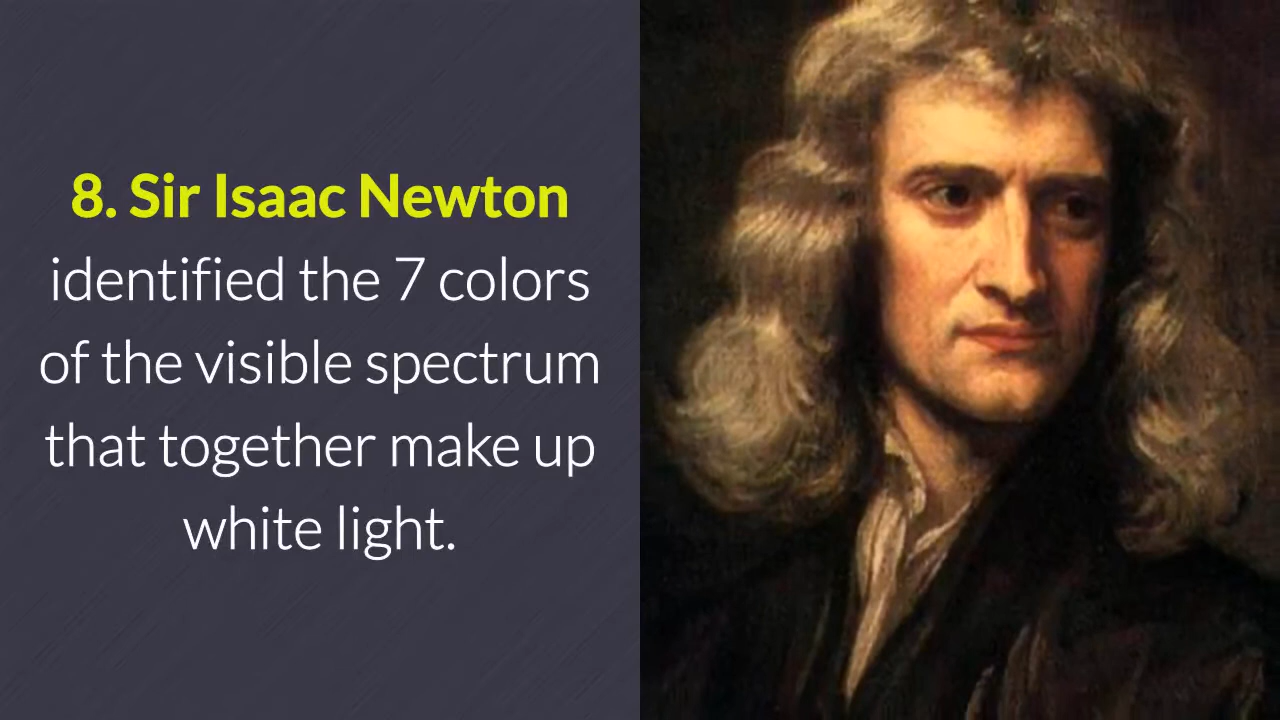 8. Sir Isaac Newton
identified the 7 colors
of the visible spectrum
that together make up
white light.